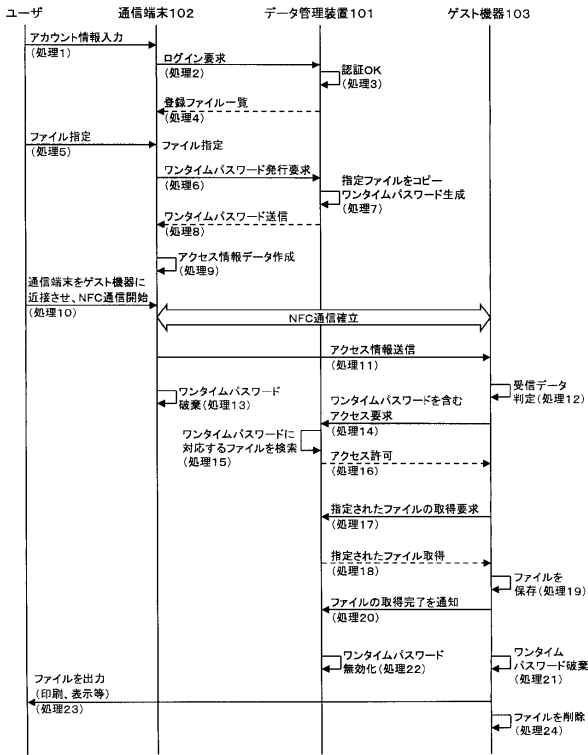 ユーザ
通信端末102
データ管理装置101
ゲスト機器103
アカウント情報入力
(処理1)
ログイン要求
(処理2)
認証OK
(処理3)
登録ファイル一覧
(処理4)
ファイル指定
(処理5)
ファイル指定
ワンタイムパスワード発行要求
(処理6)
指定ファイルをコピー
ワンタイムパスワード生成
(処理7)
ワンタイムパスワード送信
(処理8)
アクセス情報データ作成
(処理9)
通信端末をゲスト機器に
近接させ、NFC通信開始
(処理10)
NFC通信確立
アクセス情報送信
(処理11)
受信データ
判定(処理12)
ワンタイムパスワード
破棄(処理13)
ワンタイムパスワードを含む
アクセス要求
(処理14)
ワンタイムパスワードに
対応するファイルを検索
(処理15)
アクセス許可
(処理16)
指定されたファイルの取得要求
(処理17)
指定されたファイル取得
(処理18)
ファイルを
保存(処理19)
ファイルの取得完了を通知
(処理20)
ワンタイムパスワード
無効化(処理22)
ワンタイム
パスワード破棄
(処理21)
ファイルを出力
(印刷、表示等)
(処理23)
ファイルを削除
(処理24)